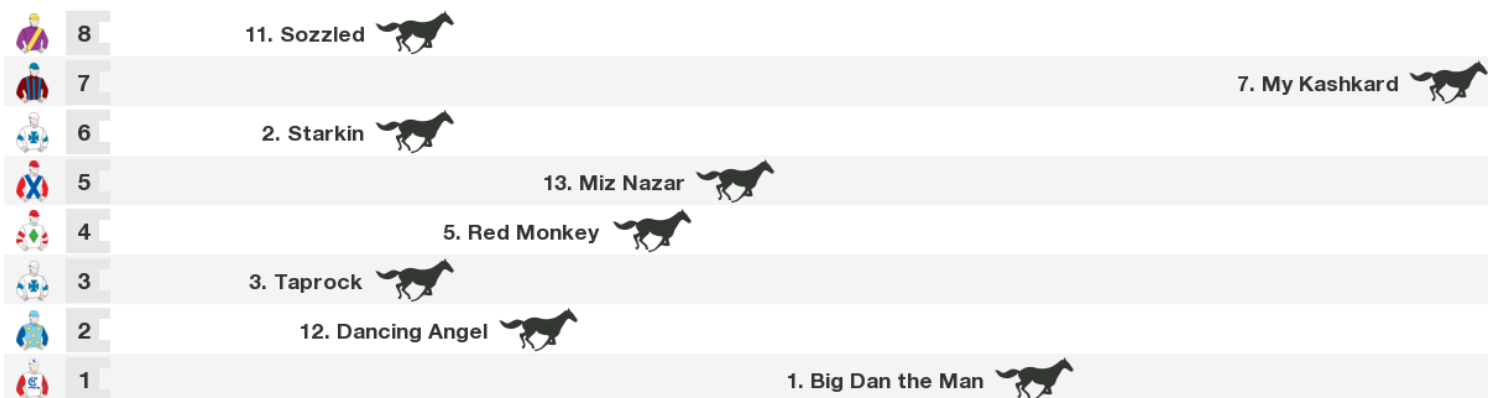 8 11. Sozzled
7 7. My Kashkard
6 2. Starkin
5 13. Miz Nazar
4 5. Red Monkey
3 3. Taprock
2 12. Dancing Angel
1 1. Big Dan the Man